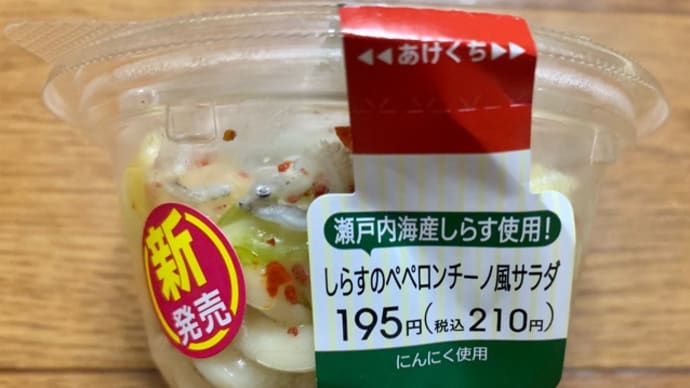 ◀◀あけくち▶▶
瀬戸内海産しらす使用!
しらすのペペロンチーノ風サラダ
195円(税込210円)
にんにく使用
新
発売